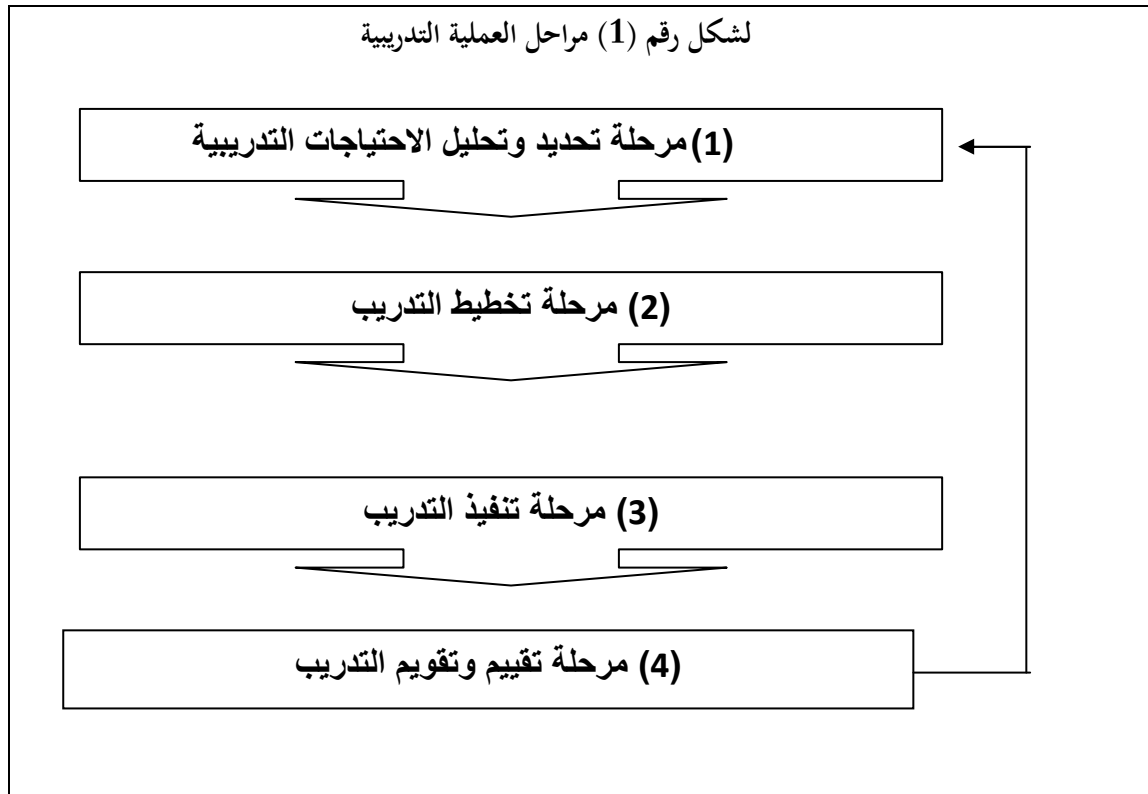 لشكل رقم (1) مراحل العملية التدريبية
(1) مرحلة تحديد وتحليل الاحتياجات التدريبية
(2) مرحلة تخطيط التدريب
(3) مرحلة تنفيذ التدريب
(4) مرحلة تقييم وتقويم التدريب